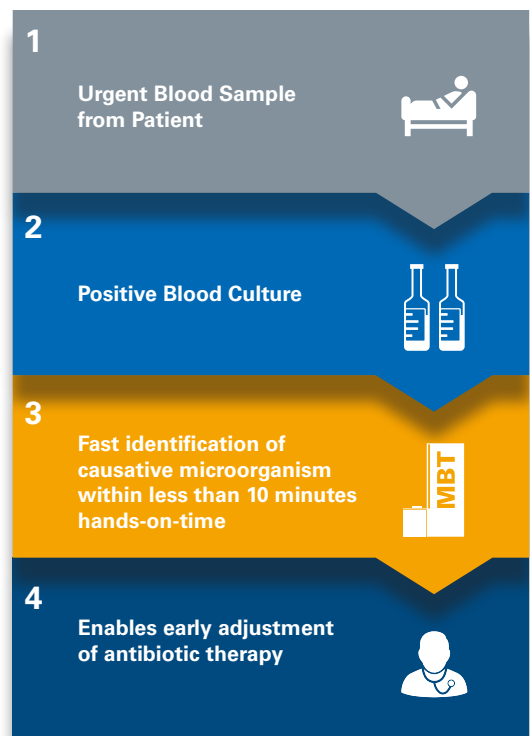 1
Urgent Blood Sample
from Patient
2
Positive Blood Culture
3
Fast identification of
causative microorganism
within less than 10 minutes
hands-on-time
MBT
4
Enables early adjustment
of antibiotic therapy